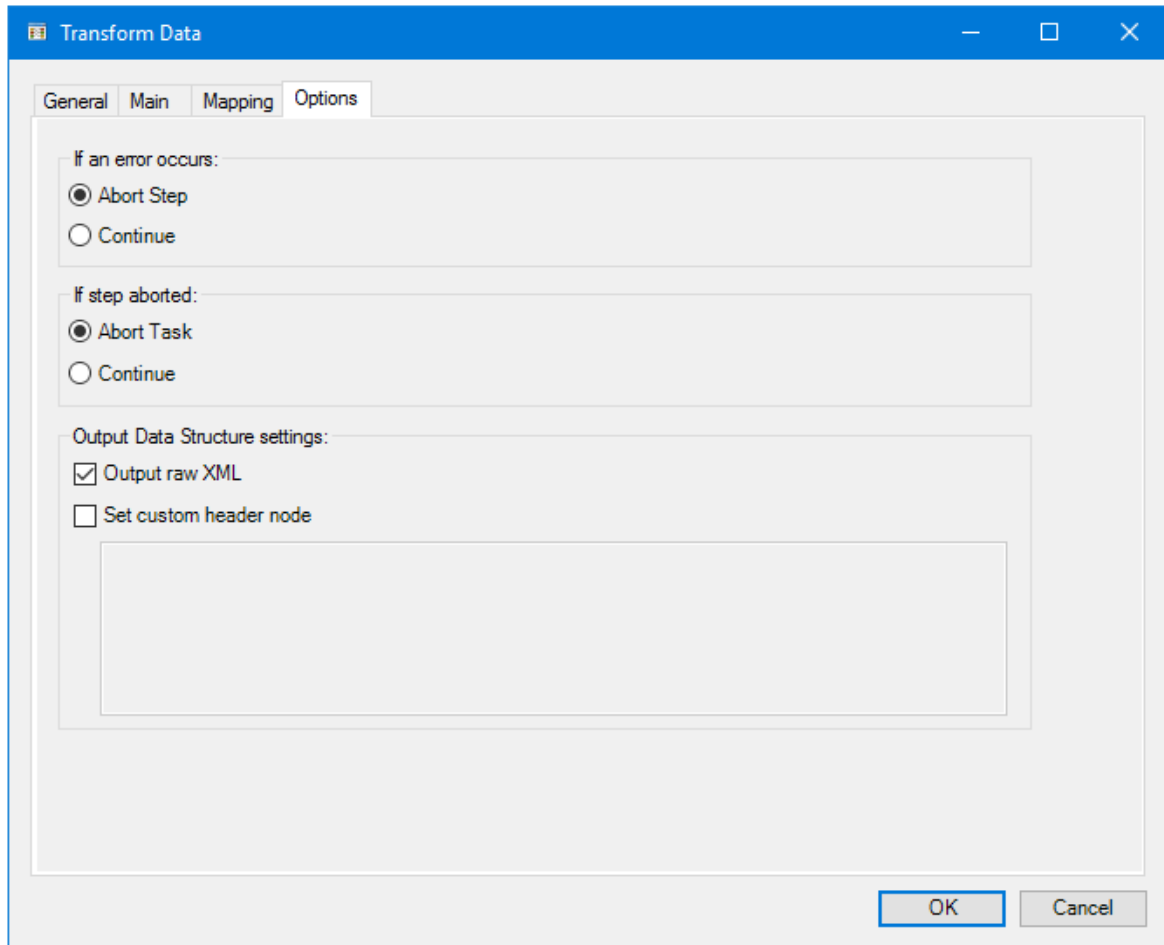 Transform Data
General Main Mapping Options
If an error occurs:
Abort Step
Continue
If step aborted:
Abort Task
Continue
Output Data Structure settings:
Output raw XML
Set custom header node
OK Cancel